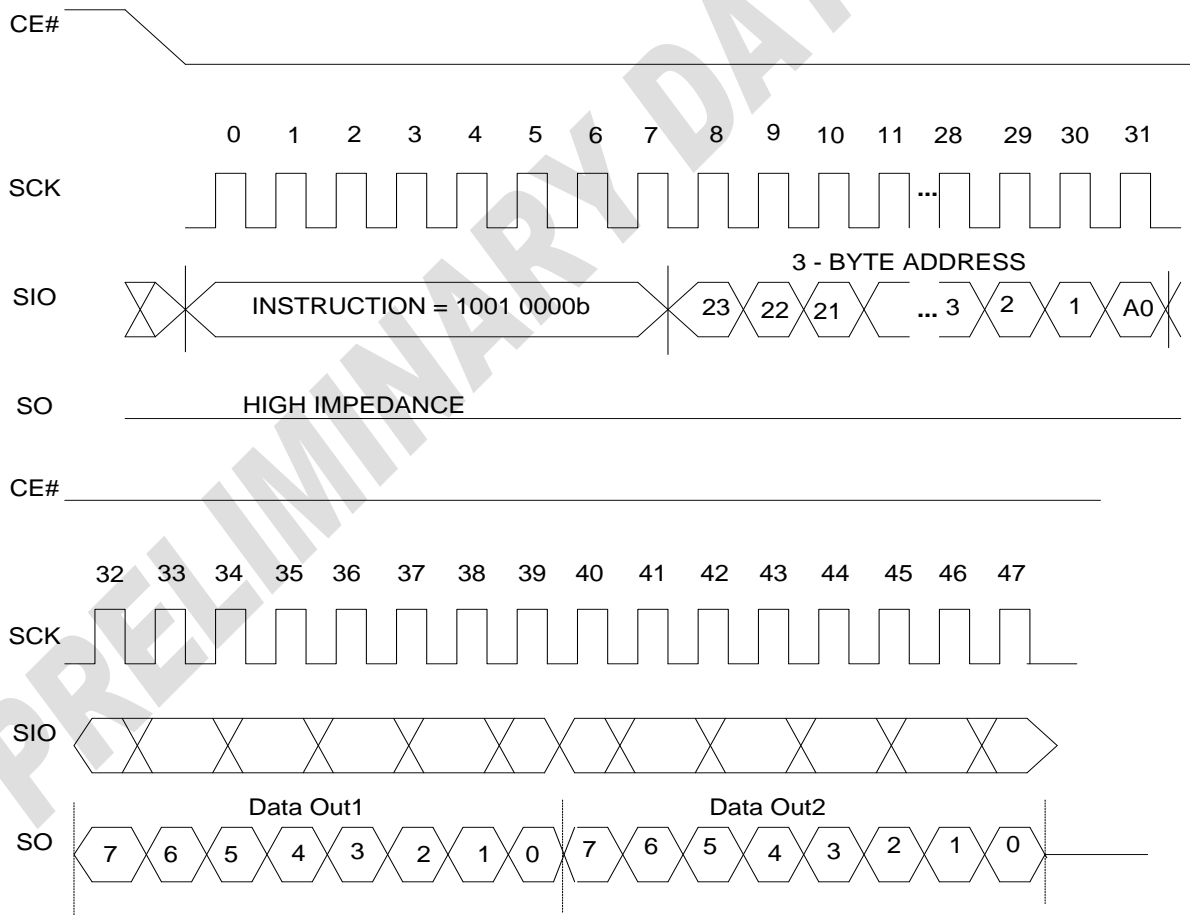 CE#
0 1 2 3 4 5 6 7 8 9 10 11 28 29 30 31
SCK ...
3 - BYTE ADDRESS
SIO INSTRUCTION = 1001 0000b 23 22 21 ... 3 2 1 A0
SO HIGH IMPEDANCE
CE#
32 33 34 35 36 37 38 39 40 41 42 43 44 45 46 47
SCK
SIO
Data Out1 Data Out2
SO 7 6 5 4 3 2 1 0 7 6 5 4 3 2 1 0
PRELIMINARY DA